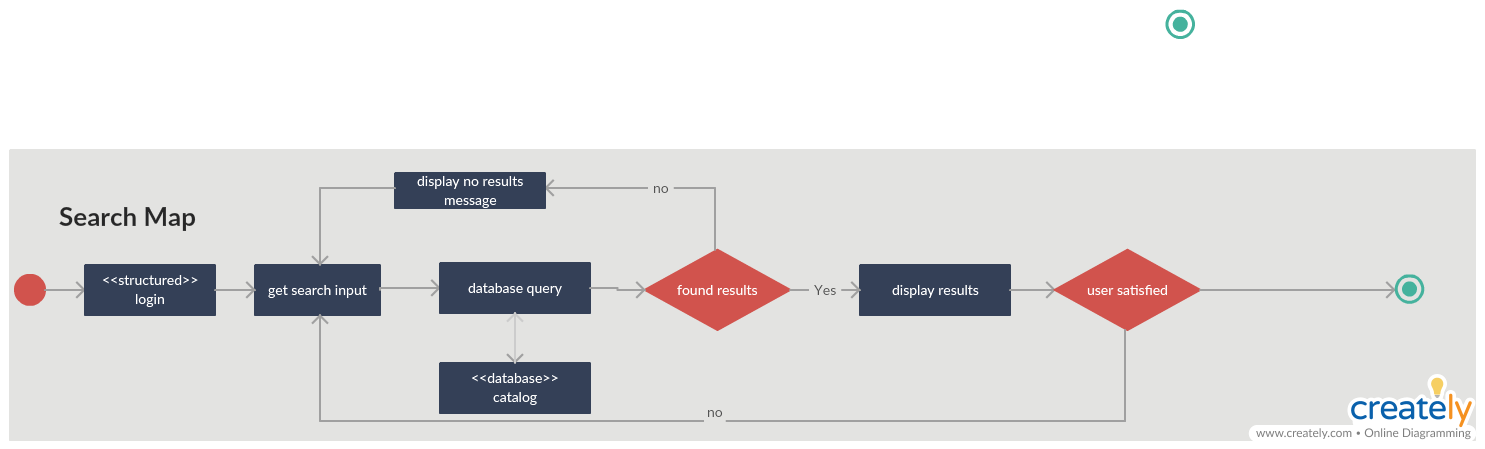 Search Map
display no results
message
no
<<structured>>
login
get search input
database query
found results
Yes
display results
user satisfied
<<database>>
catalog
no
creately
www.creately.com • Online Diagramming